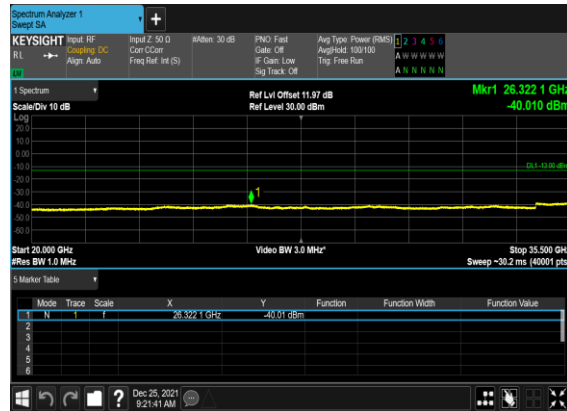 Spectrum Analyzer 1
Swept SA
+
KEYSIGHT Input: RF Input Z: 50 Ω #Atten: 30 dB PNO: Fast Avg Type: Power (RMS) 1 2 3 4 5 6
RL Coupling: DC Corr CCorr Gate: Off Avg|Hold: 100/100 A W W W W W
Align: Auto Freq Ref: Int (S) IF Gain: Low Trig: Free Run
Sig Track: Off A N N N N N
1 Spectrum Ref Lvl Offset 11.97 dB Mkr1 26.322 1 GHz
Scale/Div 10 dB Ref Level 30.00 dBm -40.010 dBm
Log
20.0
10.0
0.00
-10.0
DL1 -13.00 dBm
-20.0
-30.0
1
-40.0
-50.0
-60.0
Start 20.000 GHz Video BW 3.0 MHz* Stop 35.500 GHz
#Res BW 1.0 MHz Sweep ~30.2 ms (40001 pts)
5 Marker Table
Mode Trace Scale X Y Function Function Width Function Value
1 N 1 f 26.322 1 GHz -40.01 dBm
2
3
4
5
6
? Dec 25, 2021
9:21:41 AM